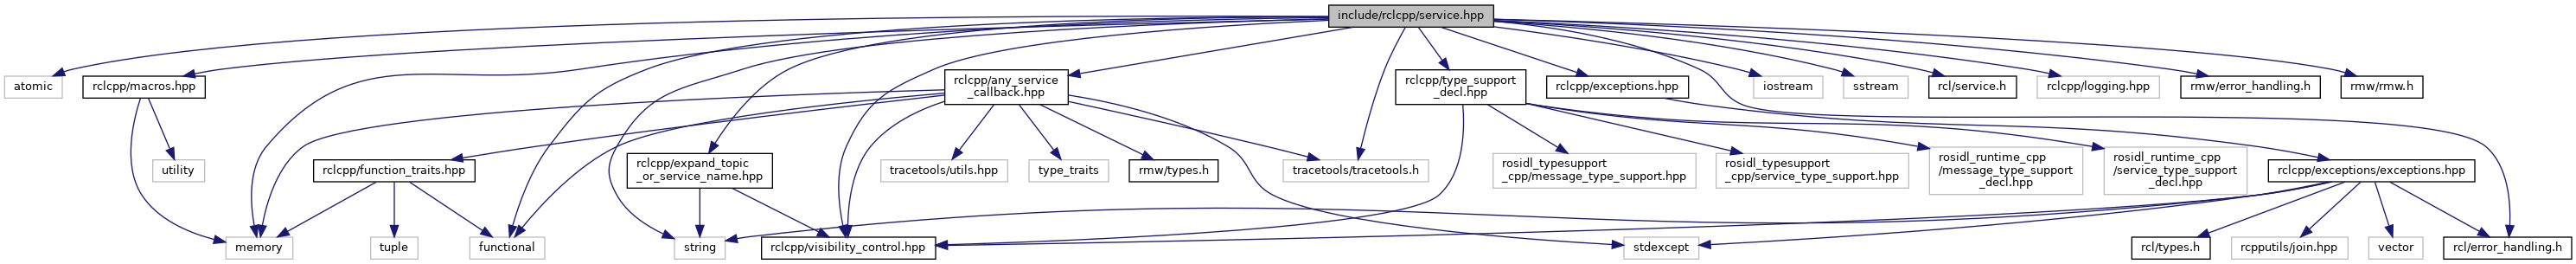 include/rclcpp/service.hpp
atomic
rclcpp/macros.hpp
rclcpp/any_service
_callback.hpp
rclcpp/type_support
_decl.hpp
rclcpp/exceptions.hpp
iostream
sstream
rcl/service.h
rclcpp/logging.hpp
rmw/error_handling.h
rmw/rmw.h
utility
rclcpp/function_traits.hpp
rclcpp/expand_topic
_or_service_name.hpp
tracetools/utils.hpp
type_traits
rmw/types.h
tracetools/tracetools.h
rosidl_typesupport
_cpp/message_type_support.hpp
rosidl_typesupport
_cpp/service_type_support.hpp
rosidl_runtime_cpp
/message_type_support
_decl.hpp
rosidl_runtime_cpp
/service_type_support
_decl.hpp
rclcpp/exceptions/exceptions.hpp
memory
tuple
functional
string
rclcpp/visibility_control.hpp
stdexcept
rcl/types.h
rcpputils/join.hpp
vector
rcl/error_handling.h